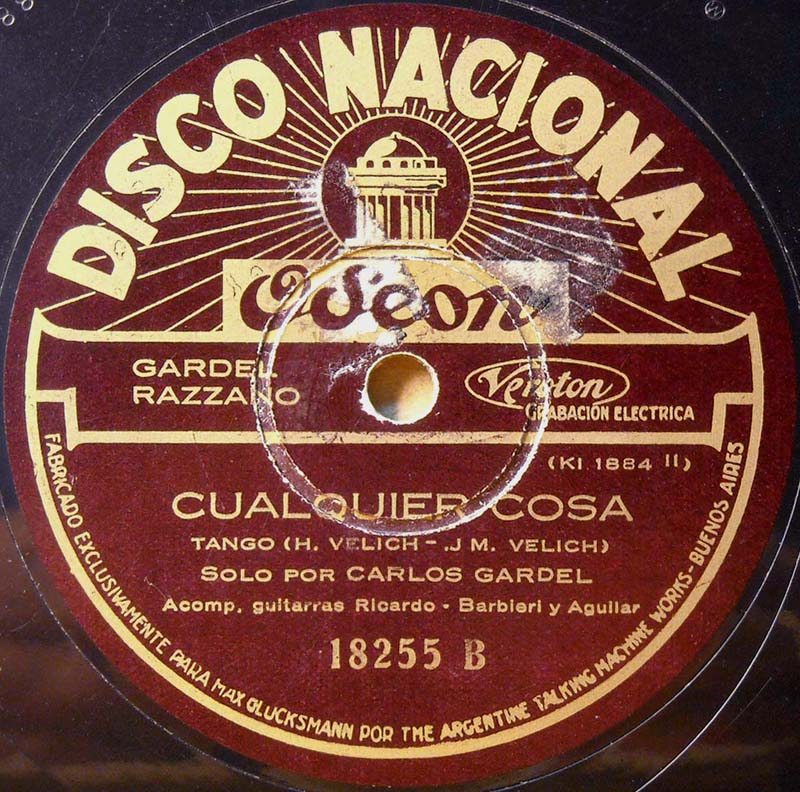 DISCO NACIONAL
Odeon
GARDEL
RAZZANO
Veroton
GRABACIÓN ELECTRICA
(KI 1884 II)
CUALQUIER COSA
TANGO (H. VELICH - J M. VELICH)
SOLO POR CARLOS GARDEL
Acomp. guitarras Ricardo - Barbieri y Aguilar
18255 B
FABRICADO EXCLUSIVAMENTE PARA MAX GLUCKSMANN POR THE ARGENTINE TALKING MACHINE WORKS - BUENOS AIRES